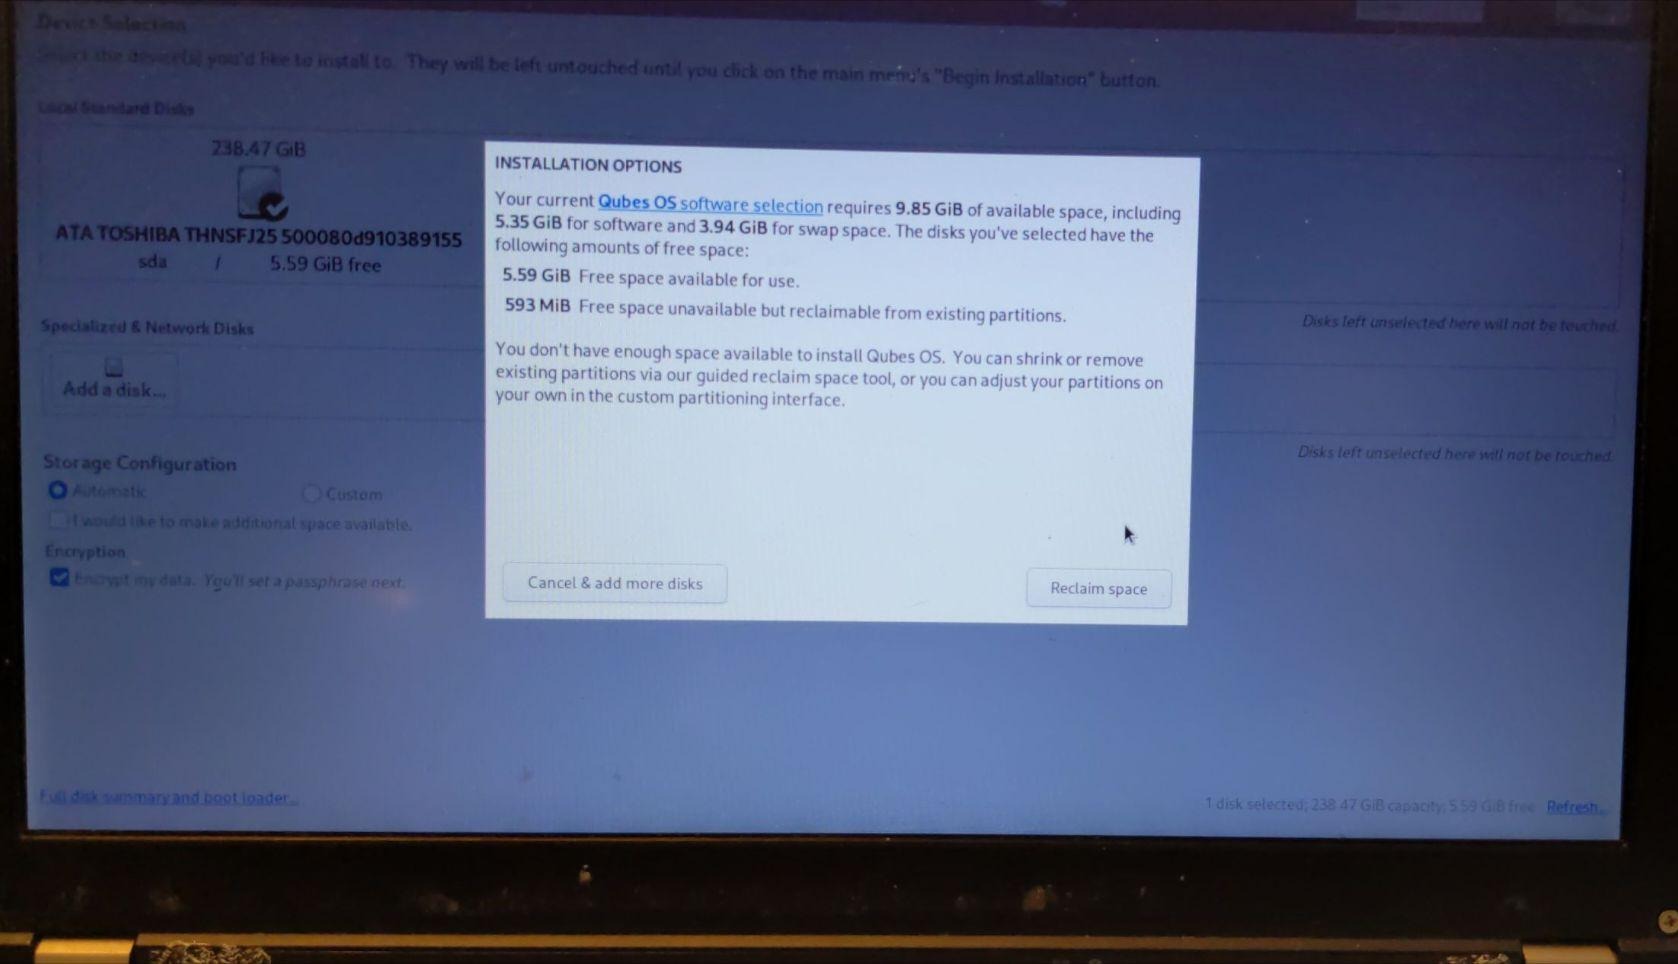 Device Selection
Select the device(s) you'd like to install to. They will be left untouched until you click on the main menu's "Begin Installation" button.
Local Standard Disks
238.47 GiB
ATA TOSHIBA THNSFJ25 500080d910389155
sda / 5.59 GiB free
Disks left unselected here will not be touched.
Specialized & Network Disks
Add a disk...
Disks left unselected here will not be touched.
Storage Configuration
Automatic Custom
I would like to make additional space available.
Encryption
Encrypt my data. You'll set a passphrase next.
INSTALLATION OPTIONS
Your current Qubes OS software selection requires 9.85 GiB of available space, including
5.35 GiB for software and 3.94 GiB for swap space. The disks you've selected have the
following amounts of free space:
5.59 GiB Free space available for use.
593 MiB Free space unavailable but reclaimable from existing partitions.
You don't have enough space available to install Qubes OS. You can shrink or remove
existing partitions via our guided reclaim space tool, or you can adjust your partitions on
your own in the custom partitioning interface.
Cancel & add more disks
Reclaim space
Full disk summary and boot loader...
1 disk selected; 238.47 GiB capacity; 5.59 GiB free Refresh...